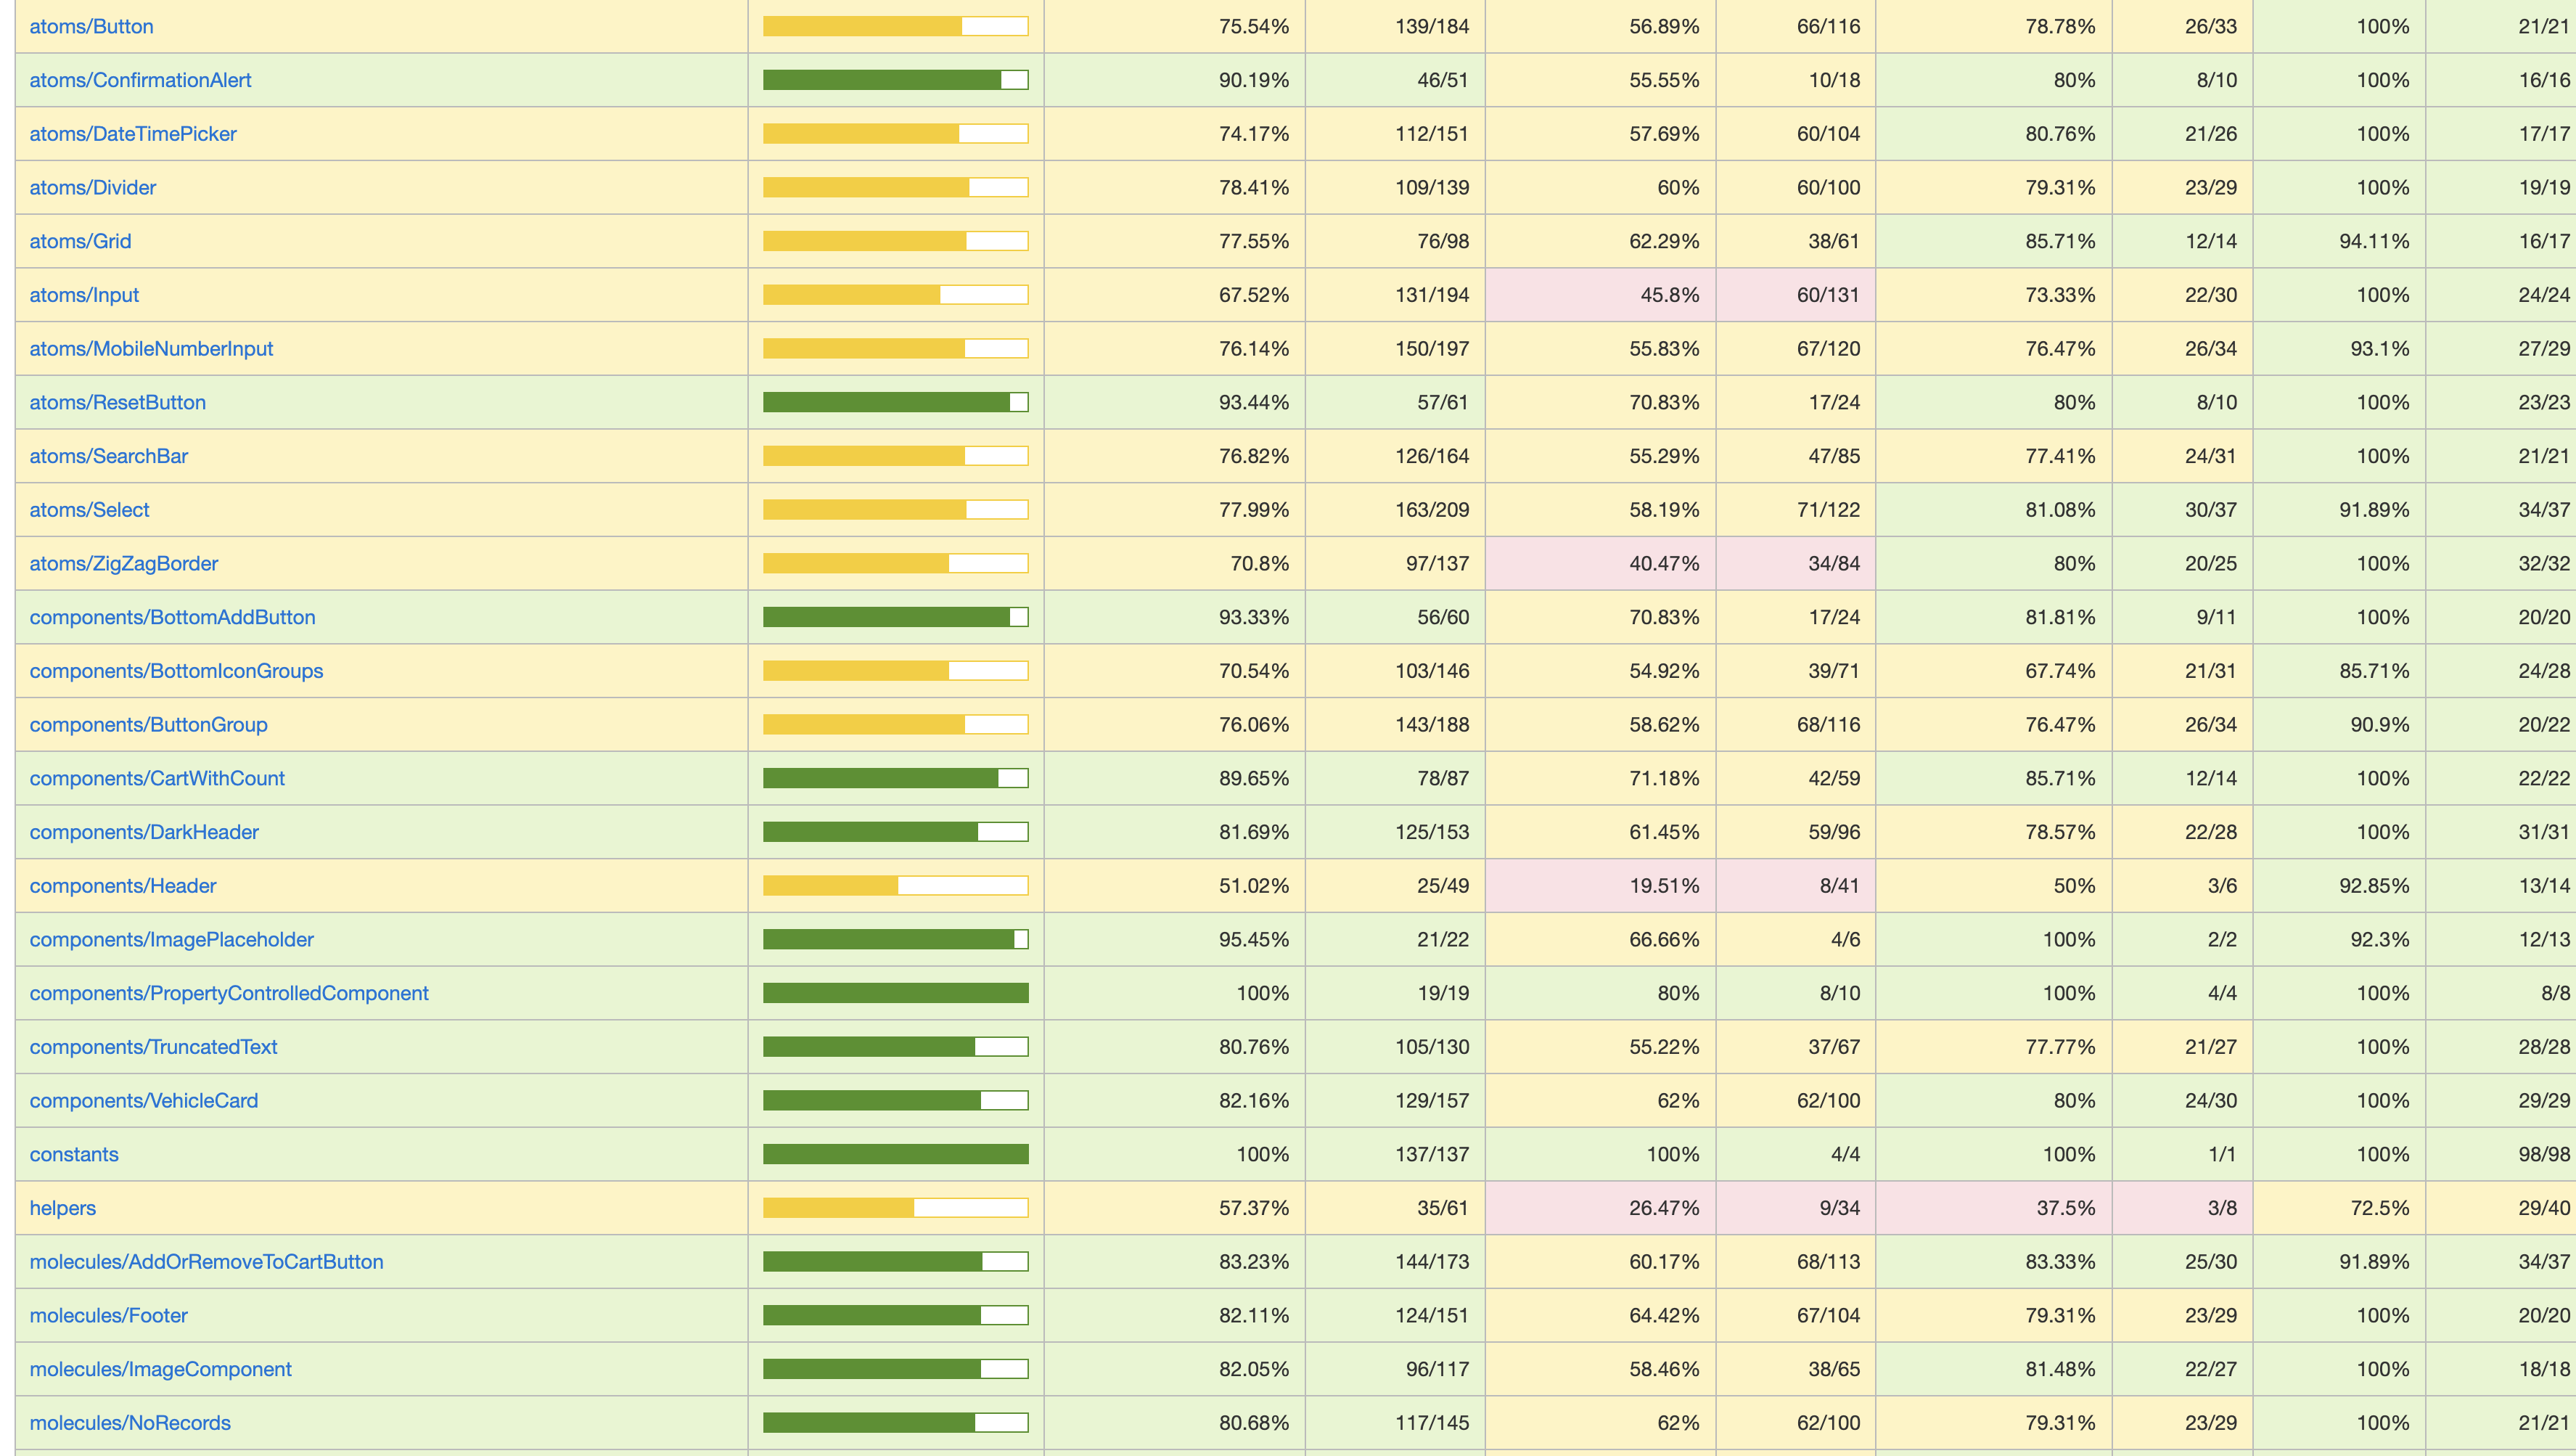 atoms/Button 75.54% 139/184 56.89% 66/116 78.78% 26/33 100% 21/21
atoms/ConfirmationAlert 90.19% 46/51 55.55% 10/18 80% 8/10 100% 16/16
atoms/DateTimePicker 74.17% 112/151 57.69% 60/104 80.76% 21/26 100% 17/17
atoms/Divider 78.41% 109/139 60% 60/100 79.31% 23/29 100% 19/19
atoms/Grid 77.55% 76/98 62.29% 38/61 85.71% 12/14 94.11% 16/17
atoms/Input 67.52% 131/194 45.8% 60/131 73.33% 22/30 100% 24/24
atoms/MobileNumberInput 76.14% 150/197 55.83% 67/120 76.47% 26/34 93.1% 27/29
atoms/ResetButton 93.44% 57/61 70.83% 17/24 80% 8/10 100% 23/23
atoms/SearchBar 76.82% 126/164 55.29% 47/85 77.41% 24/31 100% 21/21
atoms/Select 77.99% 163/209 58.19% 71/122 81.08% 30/37 91.89% 34/37
atoms/ZigZagBorder 70.8% 97/137 40.47% 34/84 80% 20/25 100% 32/32
components/BottomAddButton 93.33% 56/60 70.83% 17/24 81.81% 9/11 100% 20/20
components/BottomIconGroups 70.54% 103/146 54.92% 39/71 67.74% 21/31 85.71% 24/28
components/ButtonGroup 76.06% 143/188 58.62% 68/116 76.47% 26/34 90.9% 20/22
components/CartWithCount 89.65% 78/87 71.18% 42/59 85.71% 12/14 100% 22/22
components/DarkHeader 81.69% 125/153 61.45% 59/96 78.57% 22/28 100% 31/31
components/Header 51.02% 25/49 19.51% 8/41 50% 3/6 92.85% 13/14
components/ImagePlaceholder 95.45% 21/22 66.66% 4/6 100% 2/2 92.3% 12/13
components/PropertyControlledComponent 100% 19/19 80% 8/10 100% 4/4 100% 8/8
components/TruncatedText 80.76% 105/130 55.22% 37/67 77.77% 21/27 100% 28/28
components/VehicleCard 82.16% 129/157 62% 62/100 80% 24/30 100% 29/29
constants 100% 137/137 100% 4/4 100% 1/1 100% 98/98
helpers 57.37% 35/61 26.47% 9/34 37.5% 3/8 72.5% 29/40
molecules/AddOrRemoveToCartButton 83.23% 144/173 60.17% 68/113 83.33% 25/30 91.89% 34/37
molecules/Footer 82.11% 124/151 64.42% 67/104 79.31% 23/29 100% 20/20
molecules/ImageComponent 82.05% 96/117 58.46% 38/65 81.48% 22/27 100% 18/18
molecules/NoRecords 80.68% 117/145 62% 62/100 79.31% 23/29 100% 21/21